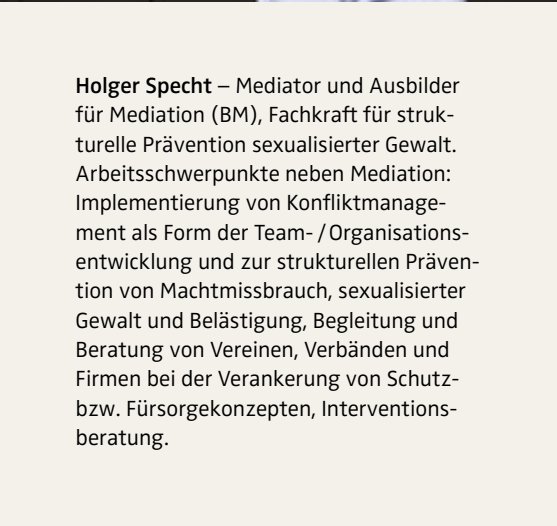 Holger Specht – Mediator und Ausbilder
für Mediation (BM), Fachkraft für struk-
turelle Prävention sexualisierter Gewalt.
Arbeitsschwerpunkte neben Mediation:
Implementierung von Konfliktmanage-
ment als Form der Team- / Organisations-
entwicklung und zur strukturellen Präven-
tion von Machtmissbrauch, sexualisierter
Gewalt und Belästigung, Begleitung und
Beratung von Vereinen, Verbänden und
Firmen bei der Verankerung von Schutz-
bzw. Fürsorgekonzepten, Interventions-
beratung.